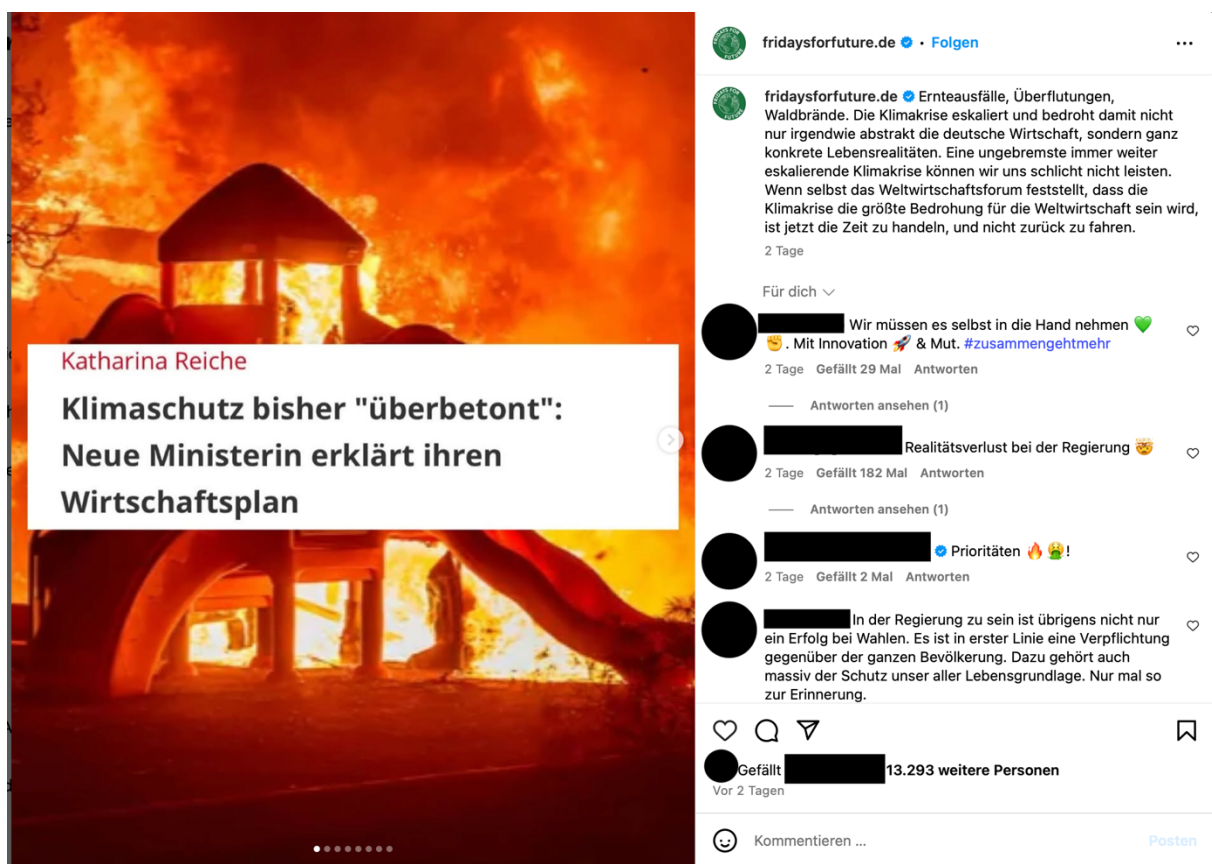 Katharina Reiche
Klimaschutz bisher "überbetont":
Neue Ministerin erklärt ihren
Wirtschaftsplan
FRIDAYS FOR FUTURE
fridaysforfuture.de • Folgen
FRIDAYS FOR FUTURE
fridaysforfuture.de Ernteausfälle, Überflutungen,
Waldbrände. Die Klimakrise eskaliert und bedroht damit nicht
nur irgendwie abstrakt die deutsche Wirtschaft, sondern ganz
konkrete Lebensrealitäten. Eine ungebremste immer weiter
eskalierende Klimakrise können wir uns schlicht nicht leisten.
Wenn selbst das Weltwirtschaftsforum feststellt, dass die
Klimakrise die größte Bedrohung für die Weltwirtschaft sein wird,
ist jetzt die Zeit zu handeln, und nicht zurück zu fahren.
2 Tage
Für dich
Wir müssen es selbst in die Hand nehmen 💚
✊. Mit Innovation 🚀 & Mut. #zusammengehtmehr
2 Tage Gefällt 29 Mal Antworten
Antworten ansehen (1)
Realitätsverlust bei der Regierung 🤯
2 Tage Gefällt 182 Mal Antworten
Antworten ansehen (1)
Prioritäten 🔥 🤮!
2 Tage Gefällt 2 Mal Antworten
In der Regierung zu sein ist übrigens nicht nur
ein Erfolg bei Wahlen. Es ist in erster Linie eine Verpflichtung
gegenüber der ganzen Bevölkerung. Dazu gehört auch
massiv der Schutz unser aller Lebensgrundlage. Nur mal so
zur Erinnerung.
Gefällt 13.293 weitere Personen
Vor 2 Tagen
Kommentieren ...
Posten